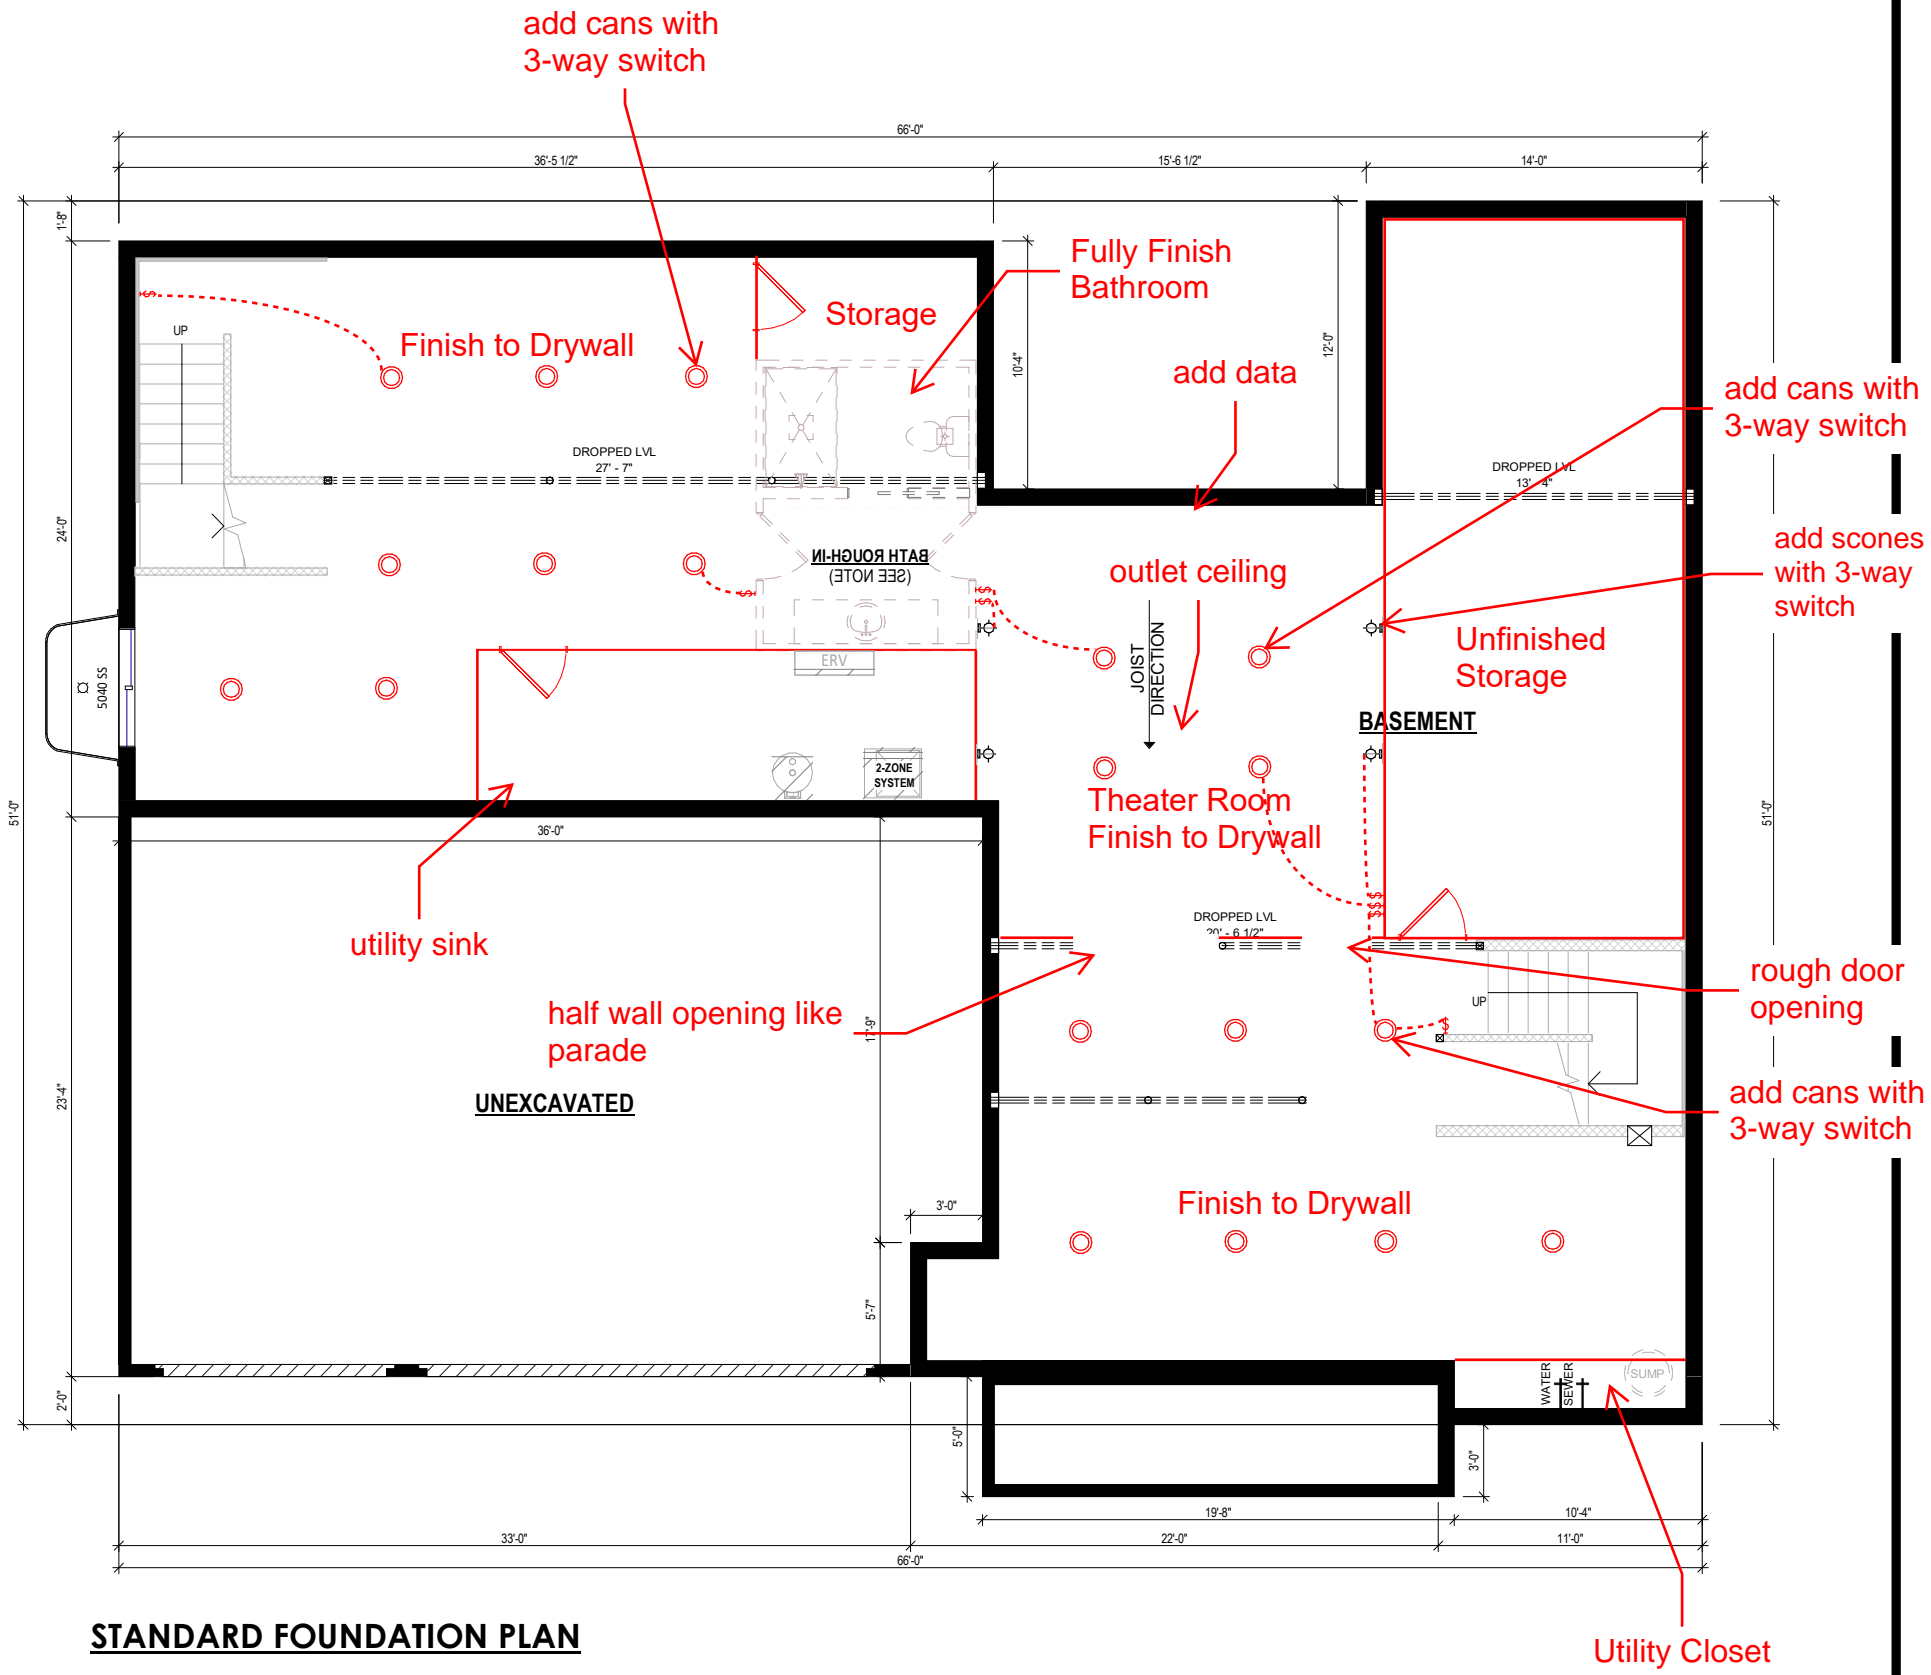 add cans with
3-way switch
66'-0"
36'-5 1/2"
15'-6 1/2"
14'-0"
1'-8"
Fully Finish
Bathroom
Storage
UP
Finish to Drywall
10'-4"
12'-0"
add data
add cans with
3-way switch
DROPPED LVL
27' - 7"
DROPPED LVL
13' - 4"
24'-0"
BATH ROUGH-IN
(SEE NOTE)
outlet ceiling
add scones
with 3-way
switch
$
$
$
$
JOIST
DIRECTION
Unfinished
Storage
5040 SS
ERV
BASEMENT
2-ZONE
SYSTEM
51'-0"
51'-0"
Theater Room
Finish to Drywall
36'-0"
$
$
$
utility sink
DROPPED LVL
20' - 6 1/2"
rough door
opening
half wall opening like
parade
17'-9"
UP
$
23'-4"
UNEXCAVATED
add cans with
3-way switch
3'-0"
Finish to Drywall
5'-7"
WATER
SEWER
SUMP
2'-0"
5'-0"
3'-0"
19'-8"
10'-4"
33'-0"
22'-0"
11'-0"
66'-0"
STANDARD FOUNDATION PLAN
Utility Closet